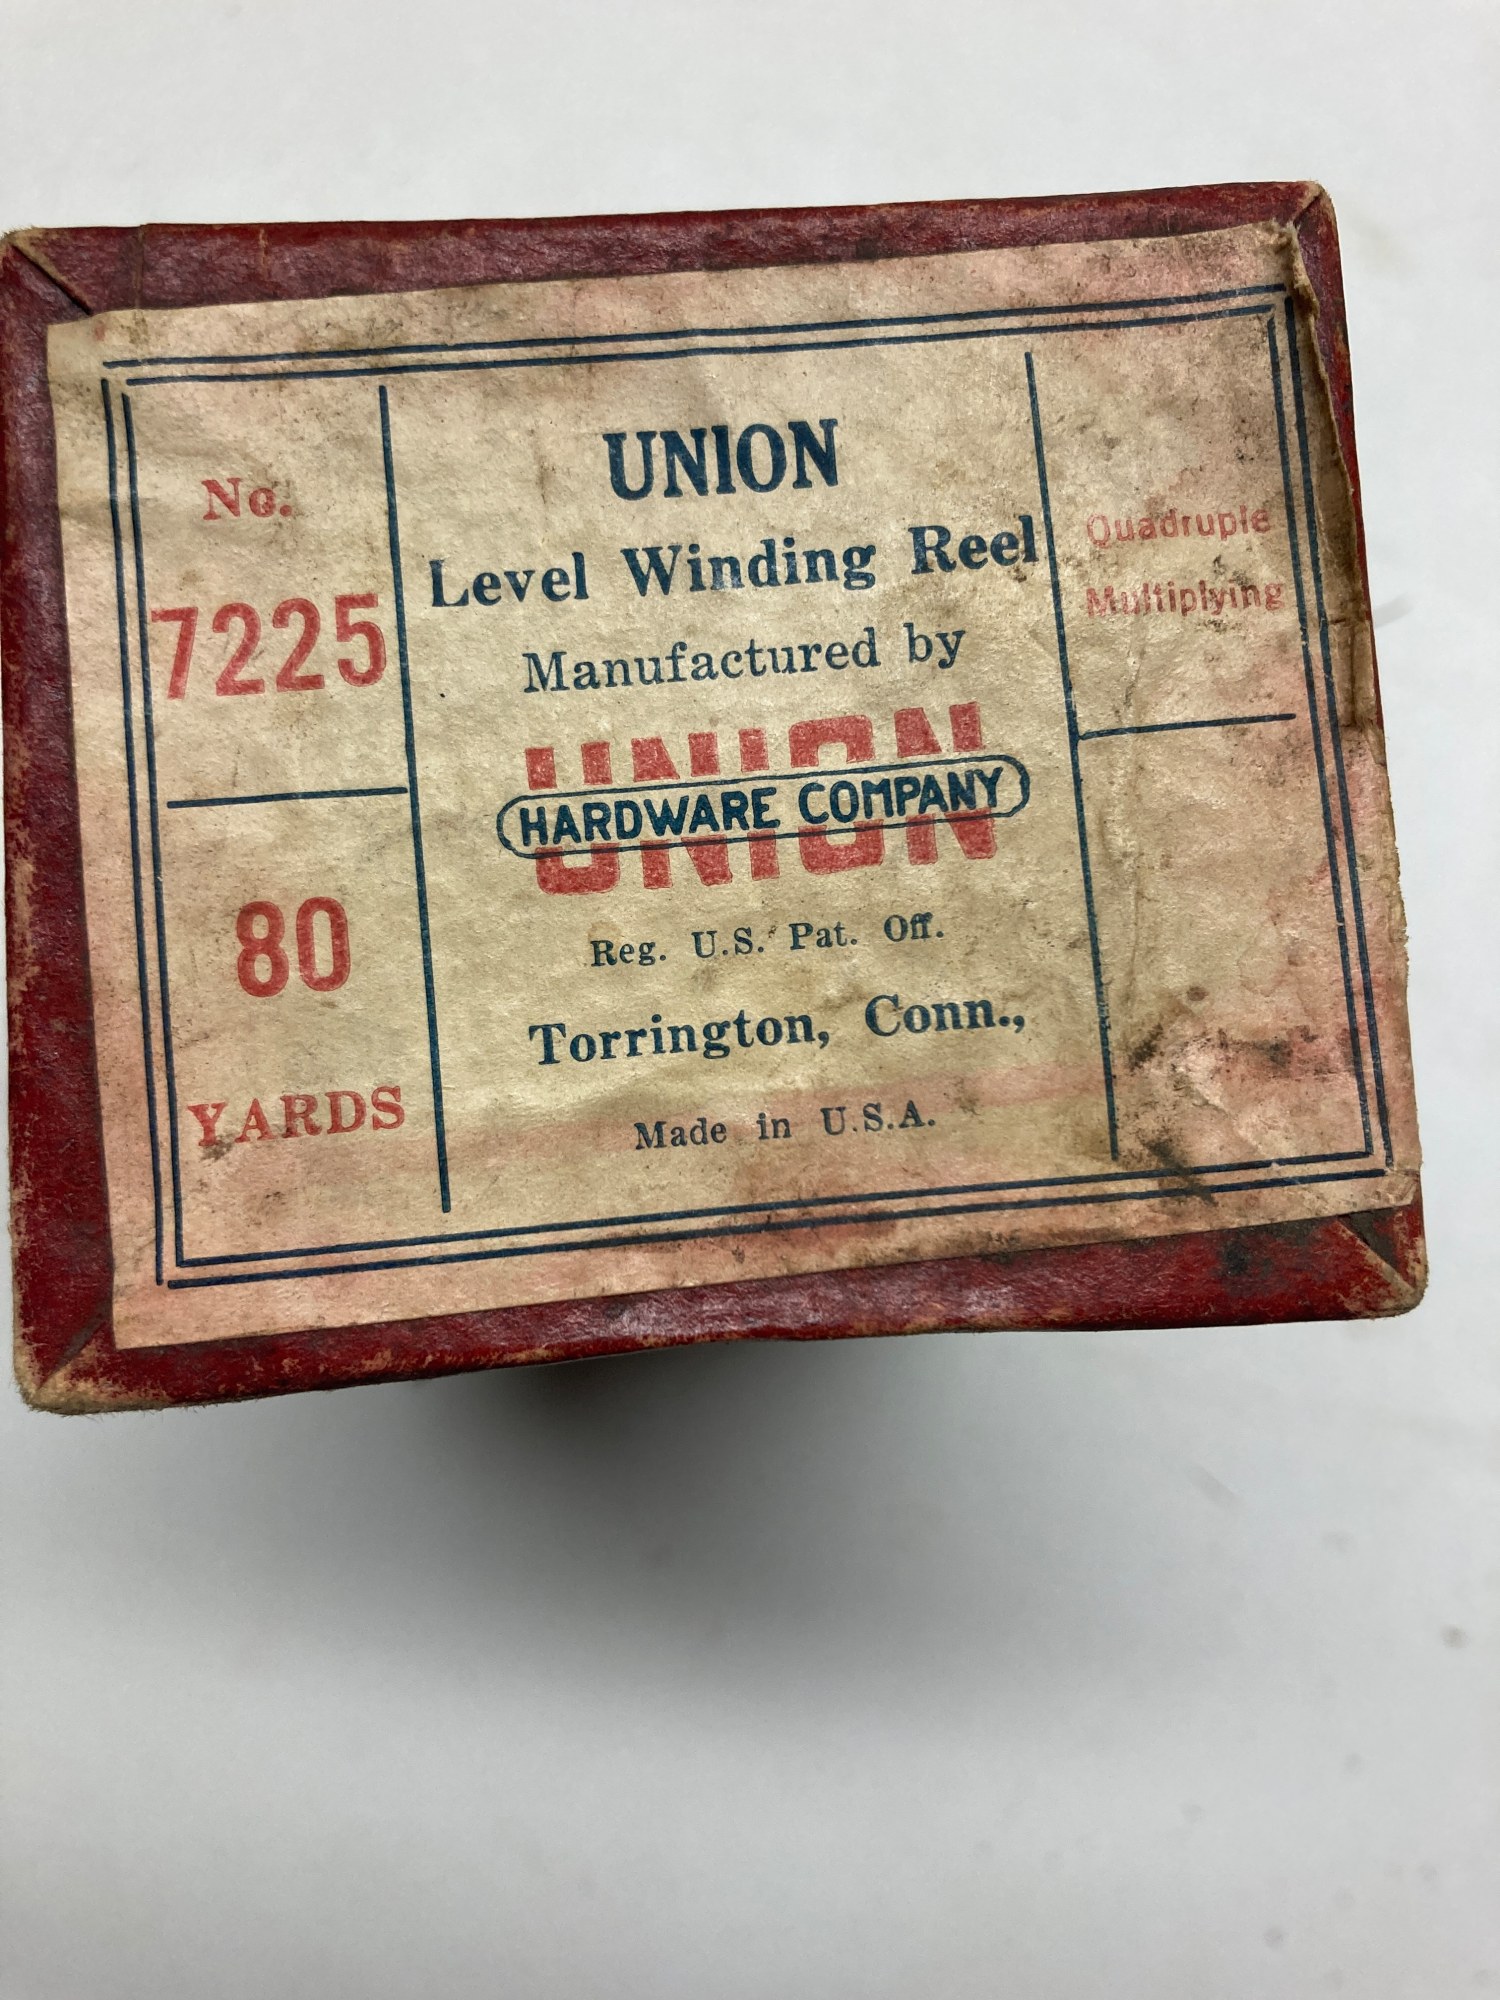 No.
7225
80
YARDS
UNION
Level Winding Reel
Manufactured by
UNION
HARDWARE COMPANY
Reg. U.S. Pat. Off.
Torrington, Conn.,
Made in U.S.A.
Quadruple
Multiplying